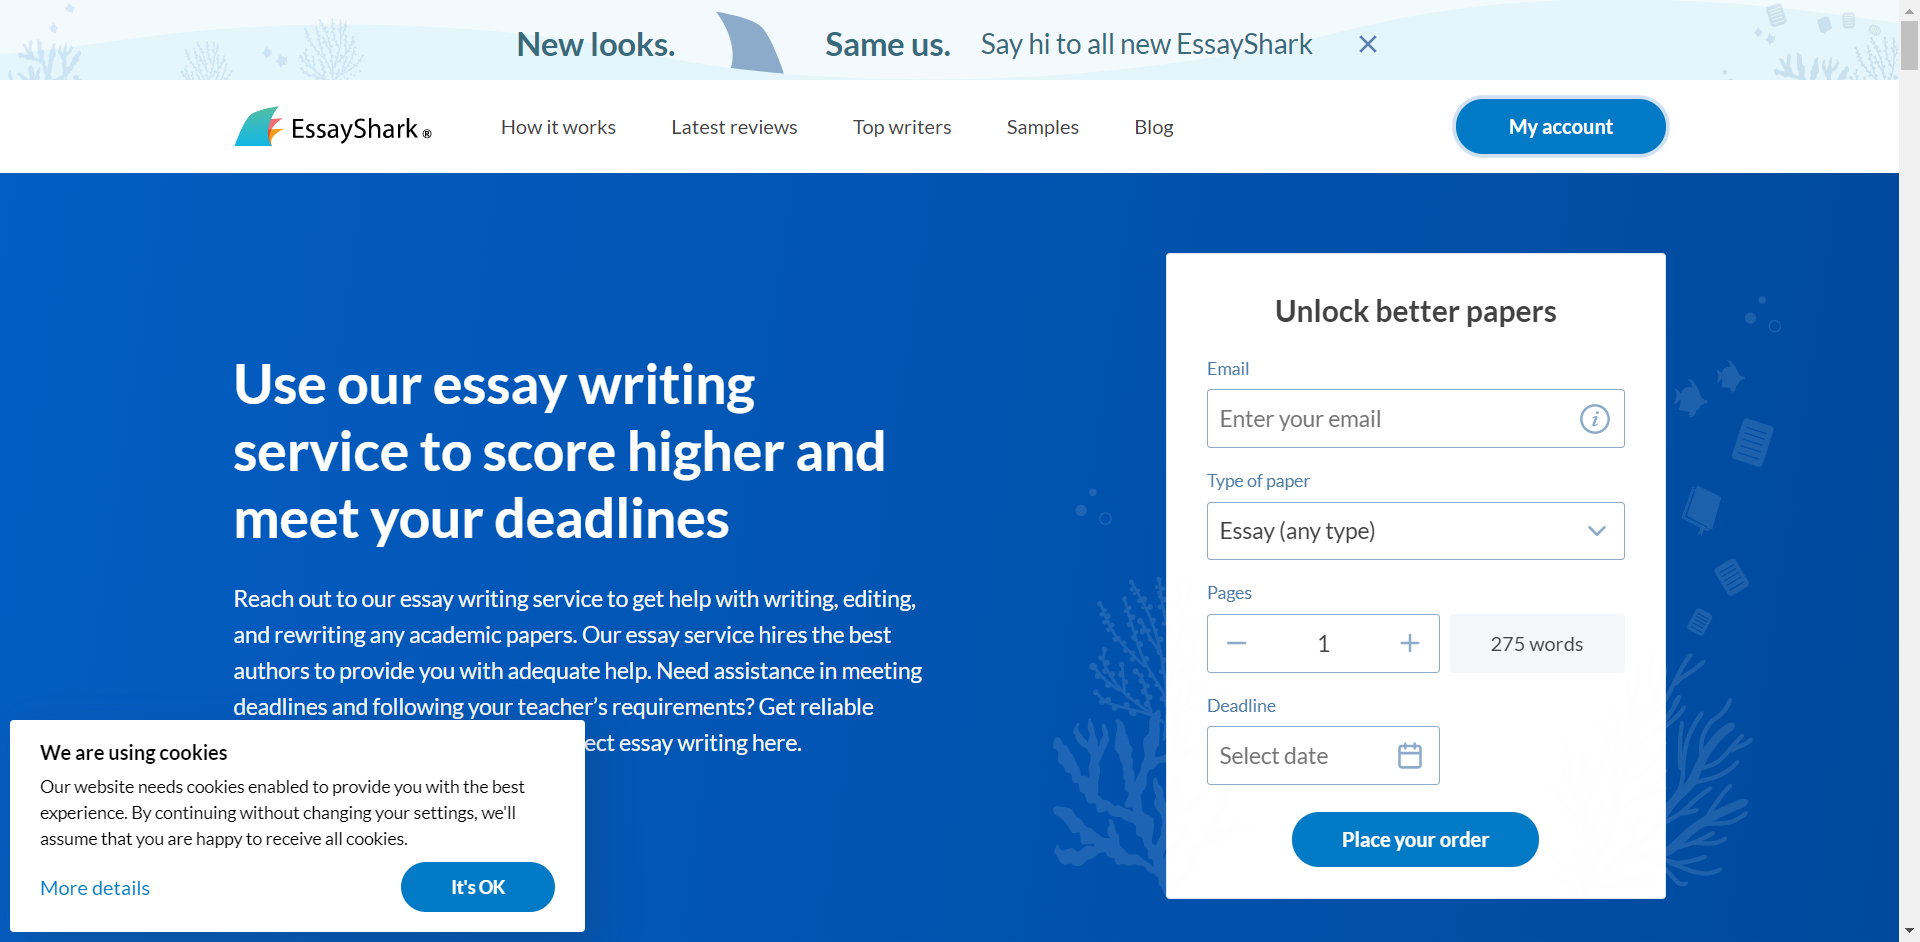 New looks.
Same us.
Say hi to all new EssayShark
EssayShark ®
How it works
Latest reviews
Top writers
Samples
Blog
My account
Use our essay writing
service to score higher and
meet your deadlines
Reach out to our essay writing service to get help with writing, editing,
and rewriting any academic papers. Our essay service hires the best
authors to provide you with adequate help. Need assistance in meeting
deadlines and following your teacher’s requirements? Get reliable
essay writing here.
Unlock better papers
Email
Enter your email
Type of paper
Essay (any type)
Pages
1
275 words
Deadline
Select date
Place your order
We are using cookies
Our website needs cookies enabled to provide you with the best
experience. By continuing without changing your settings, we'll
assume that you are happy to receive all cookies.
More details
It's OK